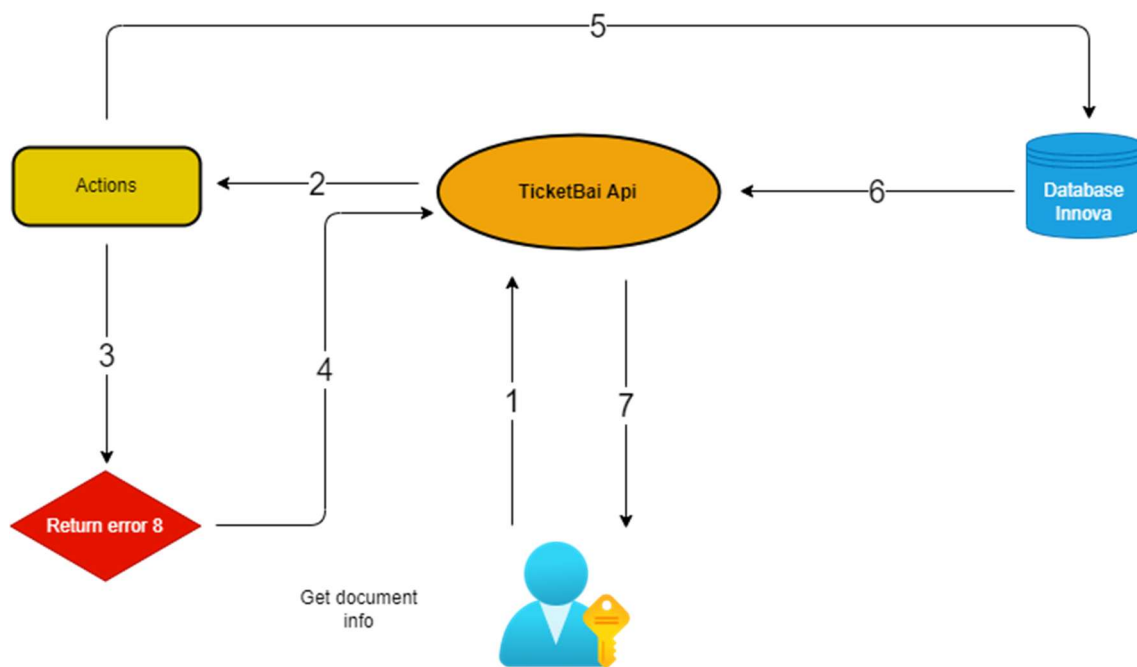 5
Actions
2
TicketBai Api
6
Database
Innova
3
4
1
7
Return error 8
Get document
info